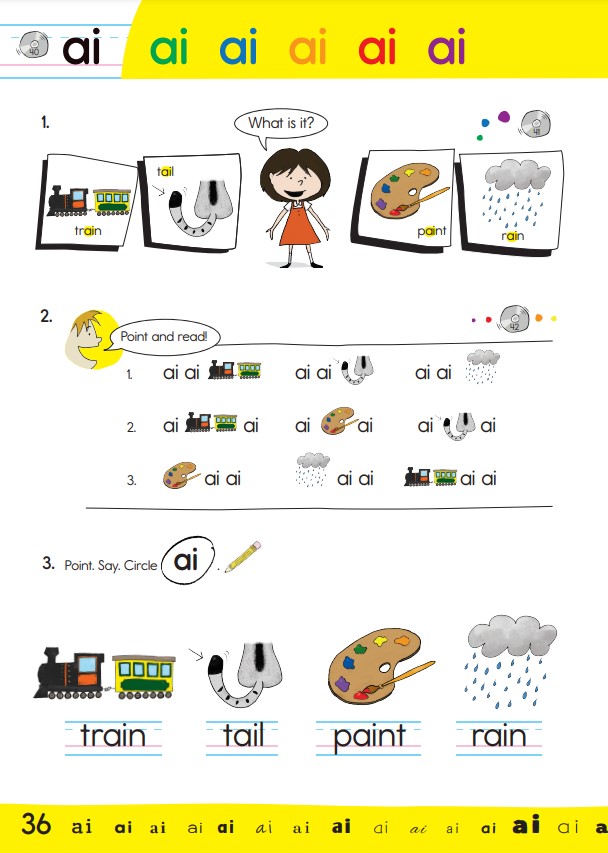 40 ai ai ai ai ai ai
1. What is it? 41
train tail paint rain
2. Point and read! 42
1. ai ai ai ai ai ai
2. ai ai ai ai ai ai
3. ai ai ai ai ai ai
3. Point. Say. Circle ai .
train tail paint rain
36 ai ai ai ai ai ai ai ai ai ai ai ai ai ai a